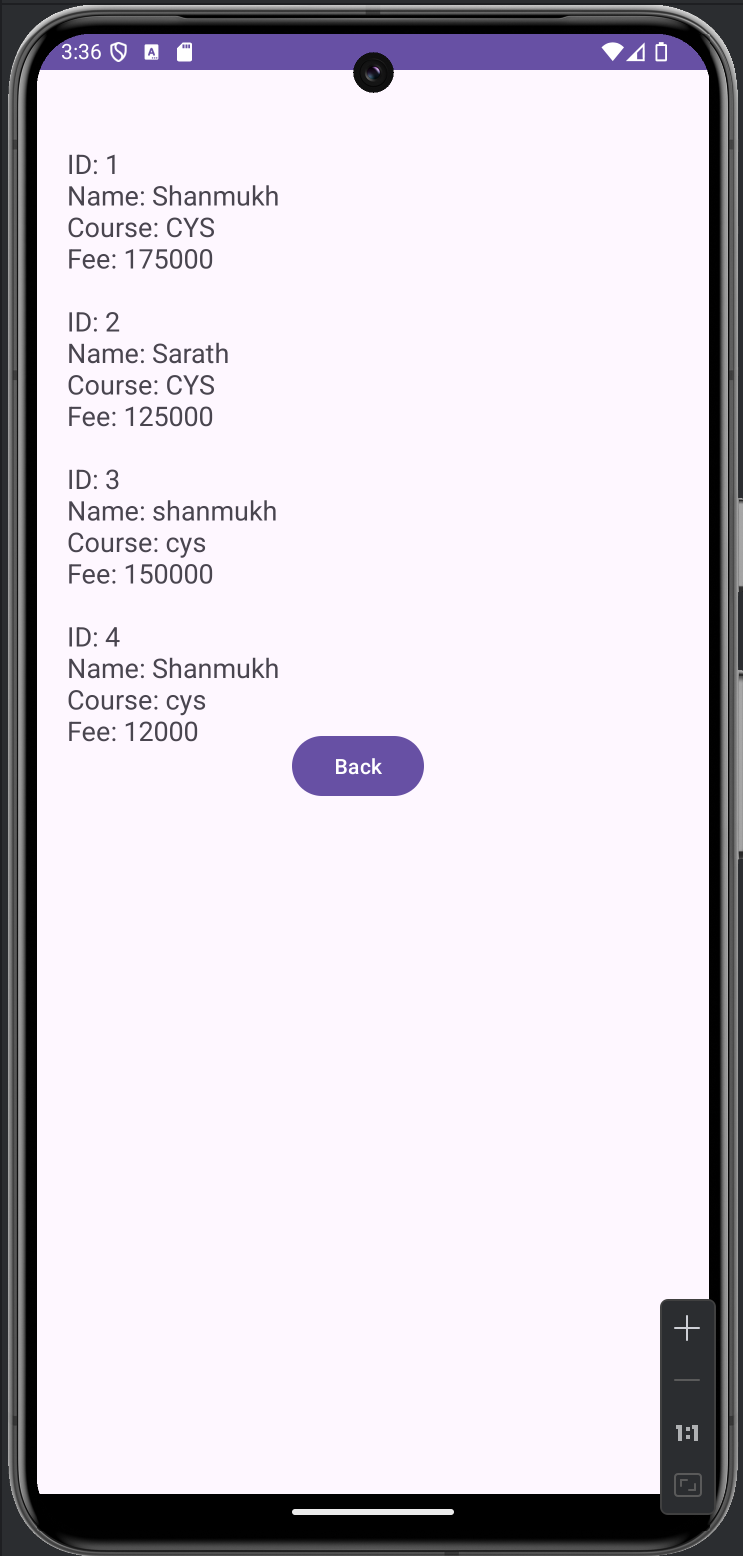 3:36
ID: 1
Name: Shanmukh
Course: CYS
Fee: 175000
ID: 2
Name: Sarath
Course: CYS
Fee: 125000
ID: 3
Name: shanmukh
Course: cys
Fee: 150000
ID: 4
Name: Shanmukh
Course: cys
Fee: 12000
Back
1:1